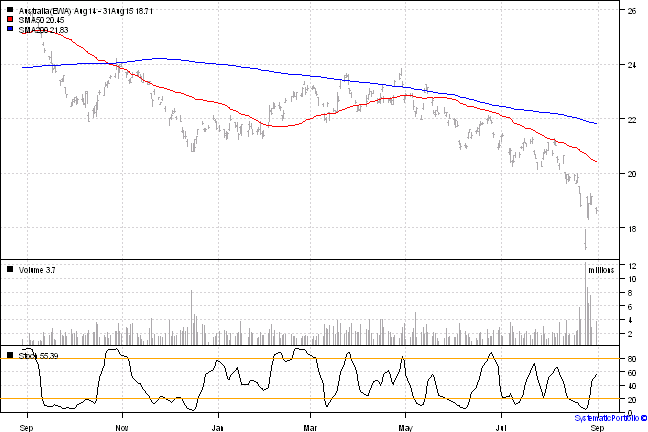 Australia(EWA) Aug14 - 31Aug15 18.71
SMA50 20.45
SMA200 21.83
26
24
22
20
18
Volume 3.7
millions
12
10
8
6
4
2
Stoch 55.39
80
60
40
20
0
Sep
Nov
Jan
Mar
May
Jul
Sep
SystematicPortfolio ©